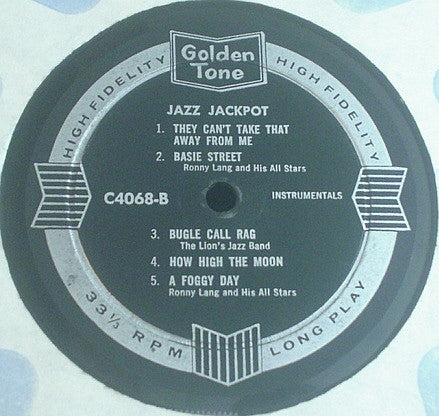 Golden
Tone
HIGH FIDELITY
HIGH FIDELITY
JAZZ JACKPOT
1. THEY CAN'T TAKE THAT
AWAY FROM ME
2. BASIE STREET
Ronny Lang and His All Stars
C4068-B
INSTRUMENTALS
3. BUGLE CALL RAG
The Lion's Jazz Band
4. HOW HIGH THE MOON
5. A FOGGY DAY
Ronny Lang and His All Stars
33⅓ RPM
LONG PLAY